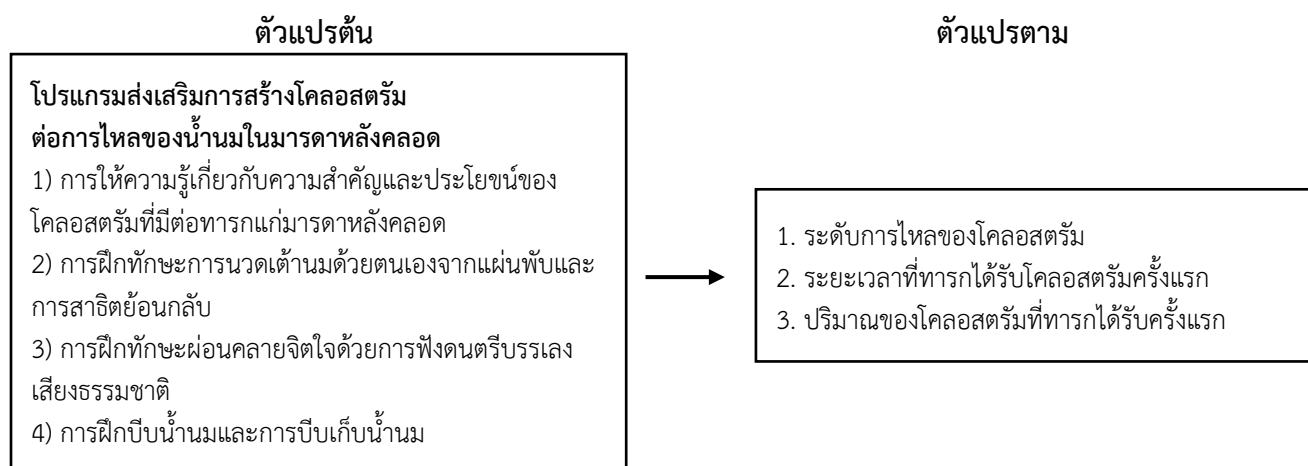 ตัวแปรต้น
ตัวแปรตาม
โปรแกรมส่งเสริมการสร้างโคลอสตรัม
ต่อการไหลของน้ำนมในมารดาหลังคลอด
1) การให้ความรู้เกี่ยวกับความสำคัญและประโยชน์ของ
โคลอสตรัมที่มีต่อทารกแก่มารดาหลังคลอด
2) การฝึกทักษะการนวดเต้านมด้วยตนเองจากแผ่นพับและ
การสาธิตย้อนกลับ
3) การฝึกทักษะผ่อนคลายจิตใจด้วยการฟังดนตรีบรรเลง
เสียงธรรมชาติ
4) การฝึกบีบน้ำนมและการบีบเก็บน้ำนม
1. ระดับการไหลของโคลอสตรัม
2. ระยะเวลาที่ทารกได้รับโคลอสตรัมครั้งแรก
3. ปริมาณของโคลอสตรัมที่ทารกได้รับครั้งแรก